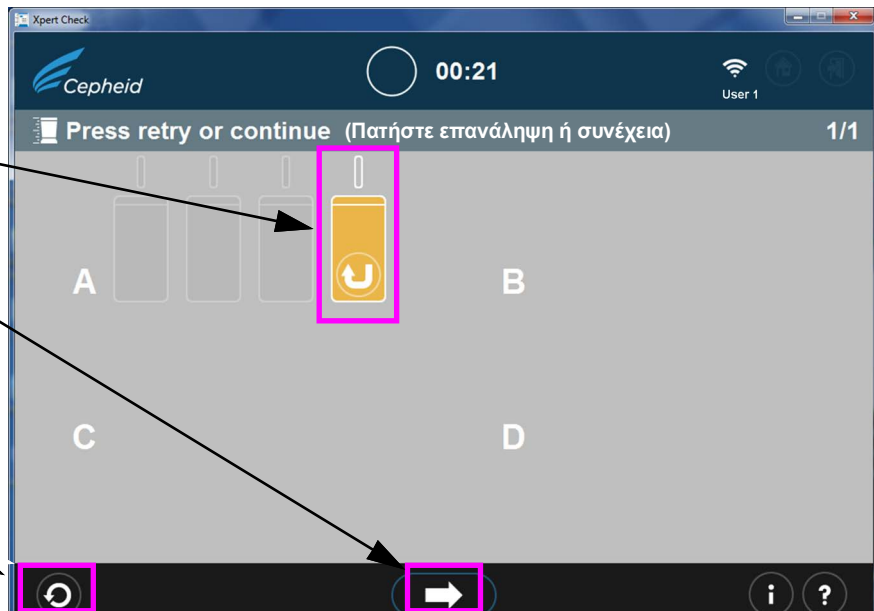 Xpert Check
Cepheid
00:21
User 1
Press retry or continue (Πατήστε επανάληψη ή συνέχεια) 1/1
A
B
C
D
i ?